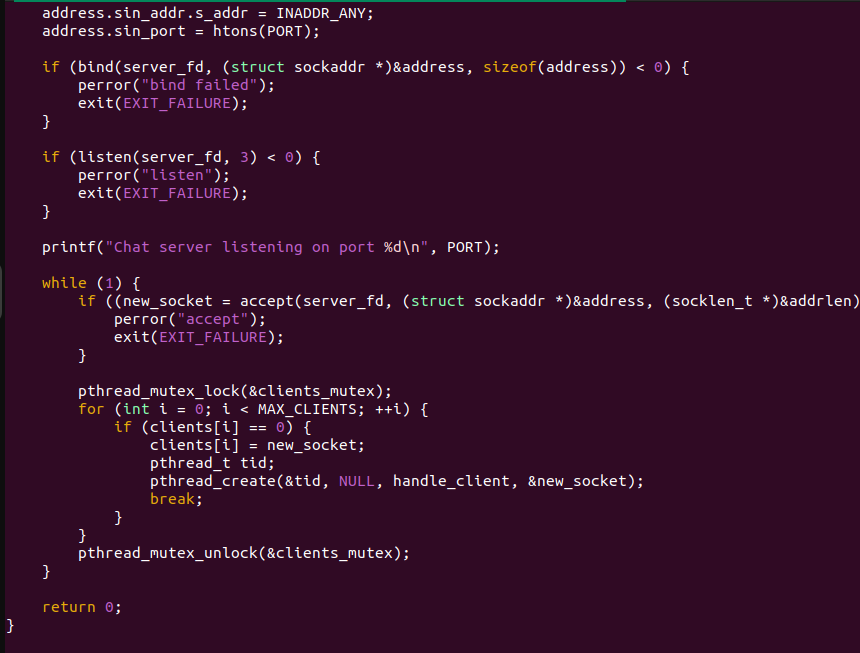 address.sin_addr.s_addr = INADDR_ANY;
    address.sin_port = htons(PORT);

    if (bind(server_fd, (struct sockaddr *)&address, sizeof(address)) < 0) {
        perror("bind failed");
        exit(EXIT_FAILURE);
    }

    if (listen(server_fd, 3) < 0) {
        perror("listen");
        exit(EXIT_FAILURE);
    }

    printf("Chat server listening on port %d\n", PORT);

    while (1) {
        if ((new_socket = accept(server_fd, (struct sockaddr *)&address, (socklen_t *)&addrlen)
            perror("accept");
            exit(EXIT_FAILURE);
        }

        pthread_mutex_lock(&clients_mutex);
        for (int i = 0; i < MAX_CLIENTS; ++i) {
            if (clients[i] == 0) {
                clients[i] = new_socket;
                pthread_t tid;
                pthread_create(&tid, NULL, handle_client, &new_socket);
                break;
            }
        }
        pthread_mutex_unlock(&clients_mutex);
    }

    return 0;
}